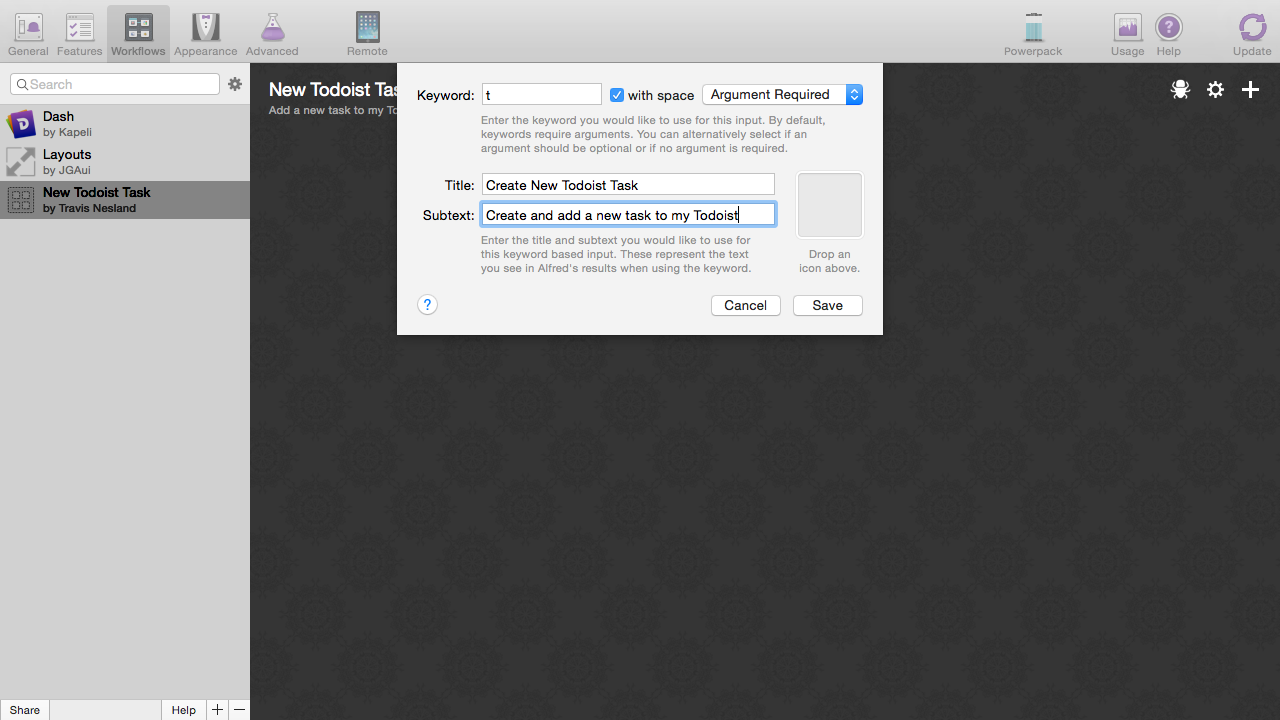 General Features Workflows Appearance Advanced Remote Powerpack Usage Help Update
Search
Dash
by Kapeli
Layouts
by JGAui
New Todoist Task
by Travis Nesland
New Todoist Tas
Add a new task to my To
Keyword: t with space Argument Required
Enter the keyword you would like to use for this input. By default,
keywords require arguments. You can alternatively select if an
argument should be optional or if no argument is required.
Title: Create New Todoist Task
Subtext: Create and add a new task to my Todoist
Enter the title and subtext you would like to use for
this keyword based input. These represent the text
you see in Alfred's results when using the keyword.
Drop an
icon above.
? Cancel Save
Share Help + −